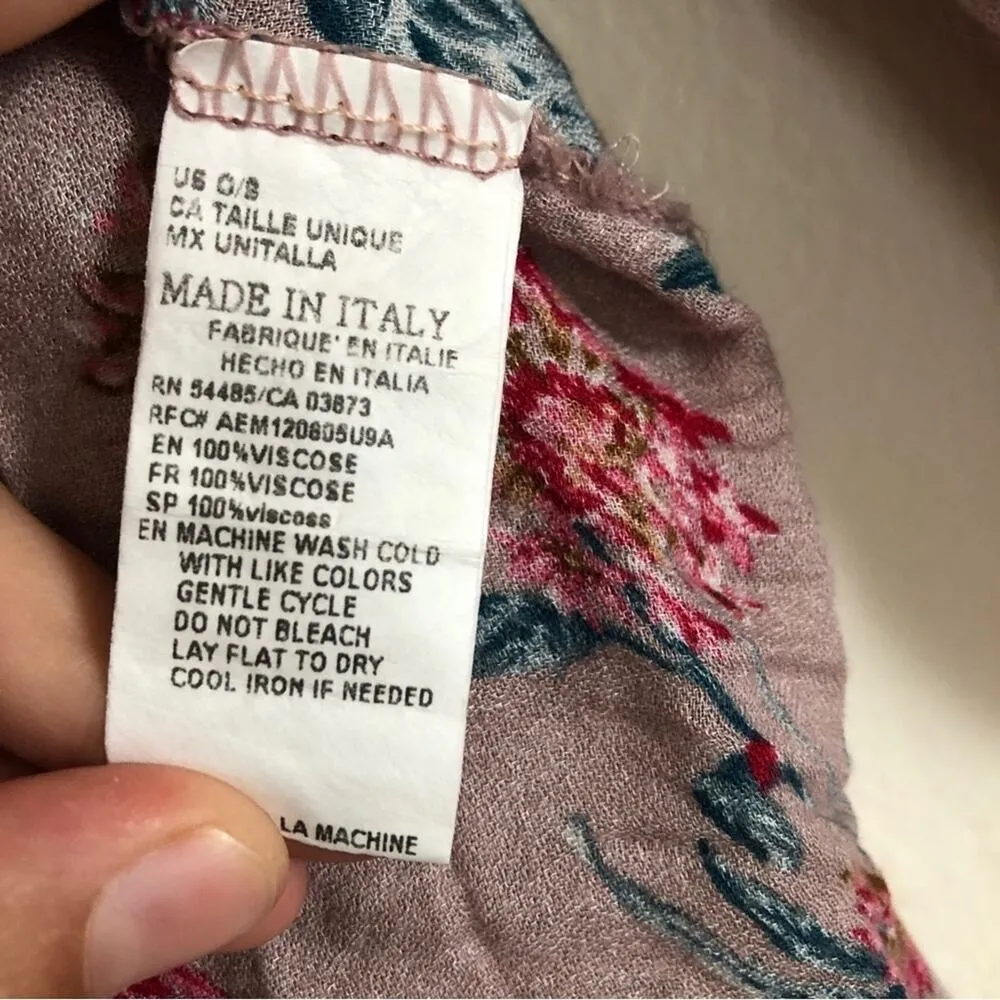 US O/S
CA TAILLE UNIQUE
MX UNITALLA
MADE IN ITALY
FABRIQUE' EN ITALIE
HECHO EN ITALIA
RN 54485/CA 03873
RFC# AEM120805U9A
EN 100%VISCOSE
FR 100%VISCOSE
SP 100%viscoss
EN MACHINE WASH COLD
WITH LIKE COLORS
GENTLE CYCLE
DO NOT BLEACH
LAY FLAT TO DRY
COOL IRON IF NEEDED
LA MACHINE